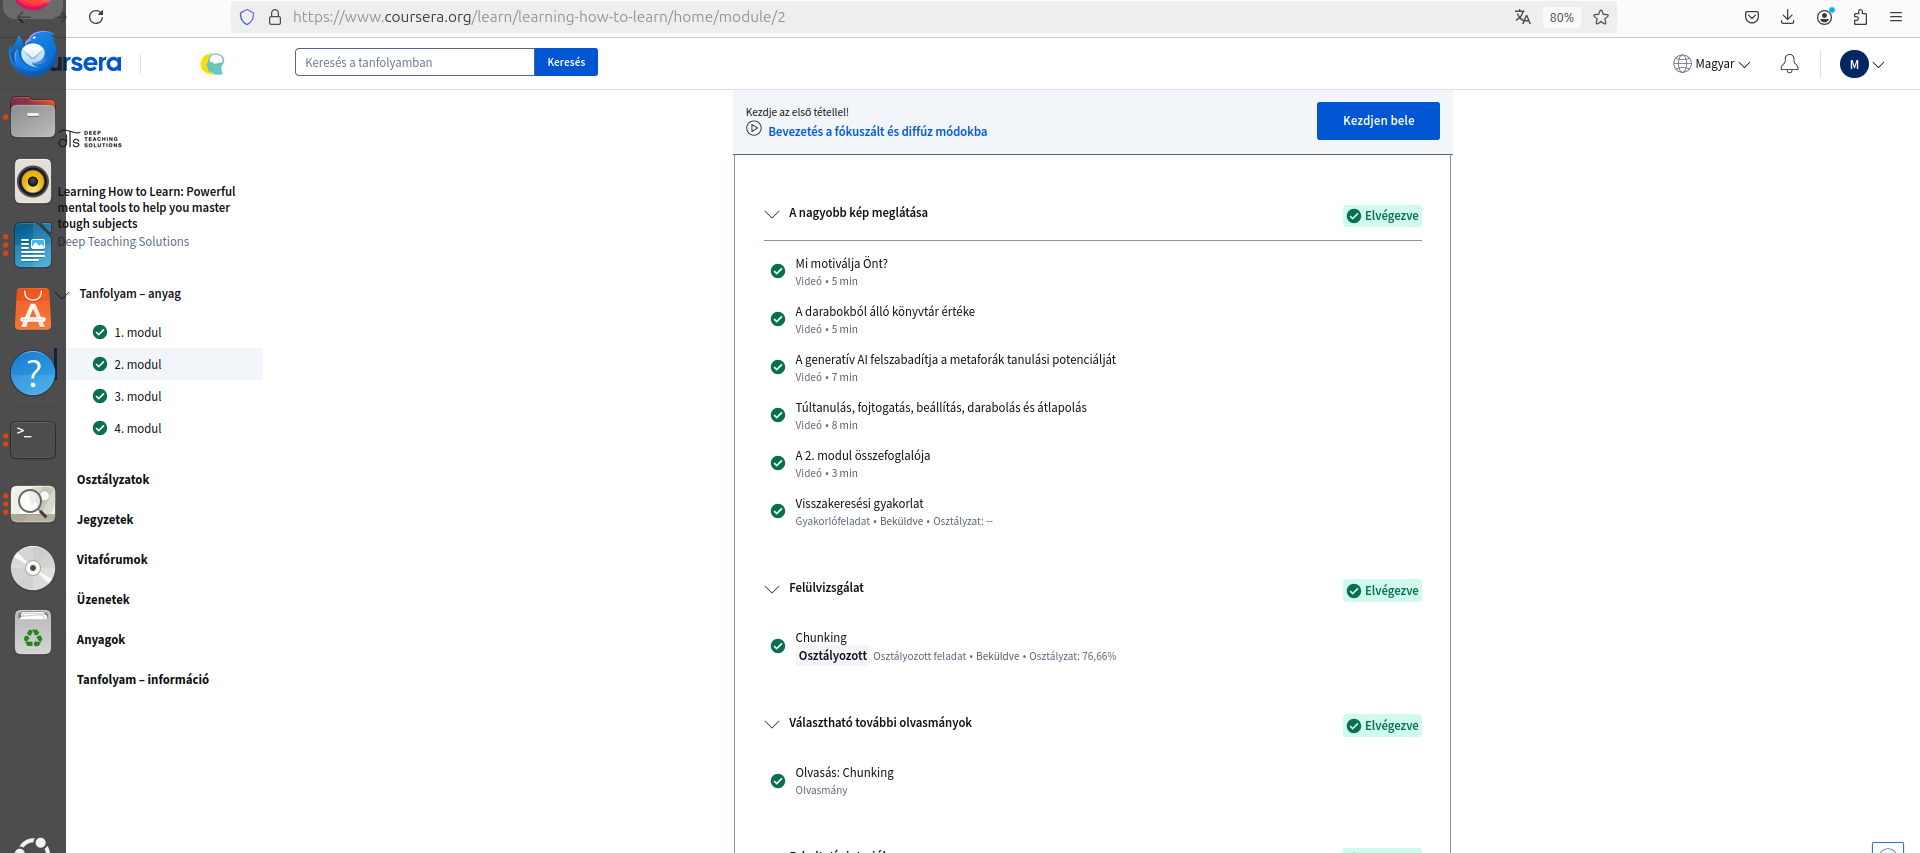 https://www.coursera.org/learn/learning-how-to-learn/home/module/2
80%
ursera
Keresés a tanfolyamban
Keresés
Magyar
M
DEEP
TEACHING
SOLUTIONS
Learning How to Learn: Powerful
mental tools to help you master
tough subjects
Deep Teaching Solutions
Tanfolyam – anyag
1. modul
2. modul
3. modul
4. modul
Osztályzatok
Jegyzetek
Vitafórumok
Üzenetek
Anyagok
Tanfolyam – információ
Kezdje az első tétellel!
Bevezetés a fókuszált és diffúz módokba
Kezdjen bele
A nagyobb kép meglátása
Elvégezve
Mi motiválja Önt?
Videó • 5 min
A darabokból álló könyvtár értéke
Videó • 5 min
A generatív AI felszabadítja a metaforák tanulási potenciálját
Videó • 7 min
Túltanulás, fojtogatás, beállítás, darabolás és átlapolás
Videó • 8 min
A 2. modul összefoglalója
Videó • 3 min
Visszakeresési gyakorlat
Gyakorlófeladat • Beküldve • Osztályzat: --
Felülvizsgálat
Elvégezve
Chunking
Osztályozott Osztályozott feladat • Beküldve • Osztályzat: 76,66%
Választható további olvasmányok
Elvégezve
Olvasás: Chunking
Olvasmány